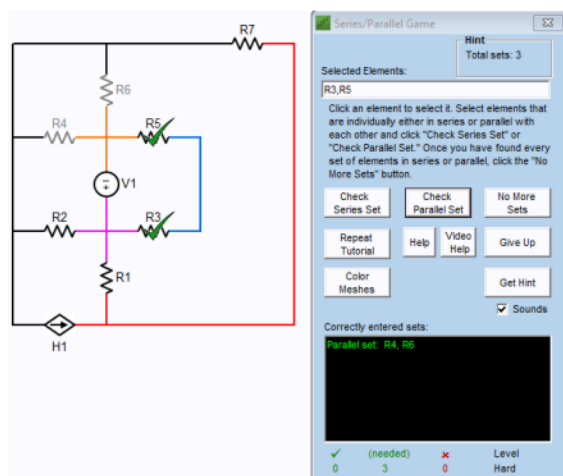 R7
R6
R4
R5
V1
R2
R3
R1
H1
Series/Parallel Game
Hint
Total sets: 3
Selected Elements:
R3,R5
Click an element to select it. Select elements that
are individually either in series or parallel with
each other and click "Check Series Set" or
"Check Parallel Set." Once you have found every
set of elements in series or parallel, click the "No
More Sets" button.
Check
Series Set
Check
Parallel Set
No More
Sets
Repeat
Tutorial
Help
Video
Help
Give Up
Color
Meshes
Get Hint
Sounds
Correctly entered sets:
Parallel set: R4, R6
(needed) Level
0 3 0 Hard